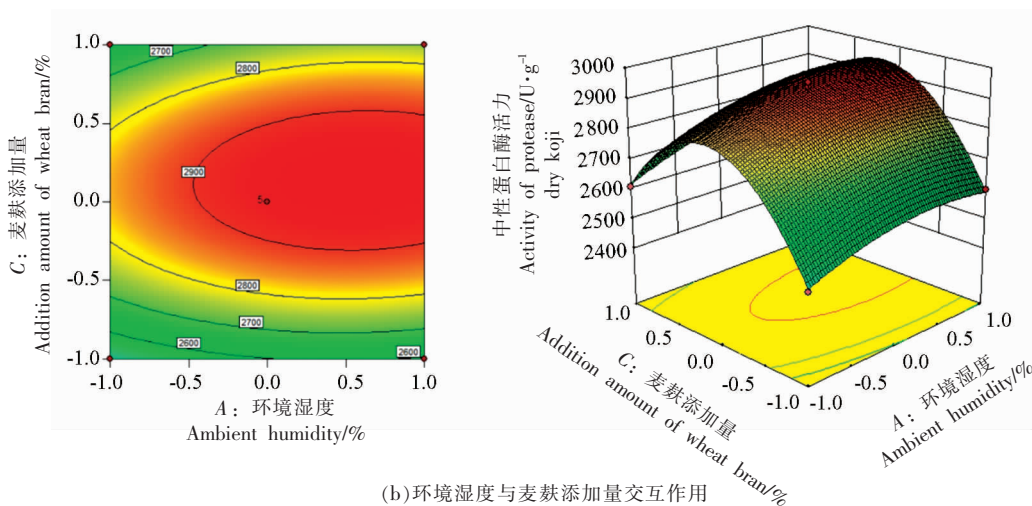 C：麦麸添加量
Addition amount of wheat bran/%
1.0
0.5
0.0
-0.5
-1.0
2700
2800
2900
5
2800
2700
2600
2600
-1.0 -0.5 0.0 0.5 1.0
A：环境湿度
Ambient humidity/%
中性蛋白酶活力
Activity of protease/U·g⁻¹
dry koji
3000
2900
2800
2700
2600
2500
2400
1.0
0.5
0.0
-0.5
-1.0
C：麦麸添加量
Addition amount of wheat bran/%
-1.0
-0.5
0.0
0.5
1.0
A：环境湿度
Ambient humidity/%
(b)环境湿度与麦麸添加量交互作用